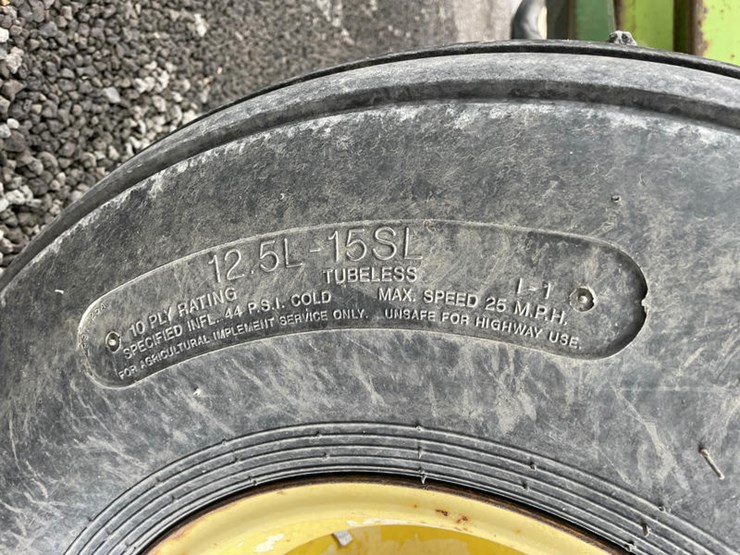 12.5L-15SL
TUBELESS
I-1
10 PLY RATING
SPECIFIED INFL. 44 P.S.I. COLD MAX. SPEED 25 M.P.H.
FOR AGRICULTURAL IMPLEMENT SERVICE ONLY. UNSAFE FOR HIGHWAY USE.